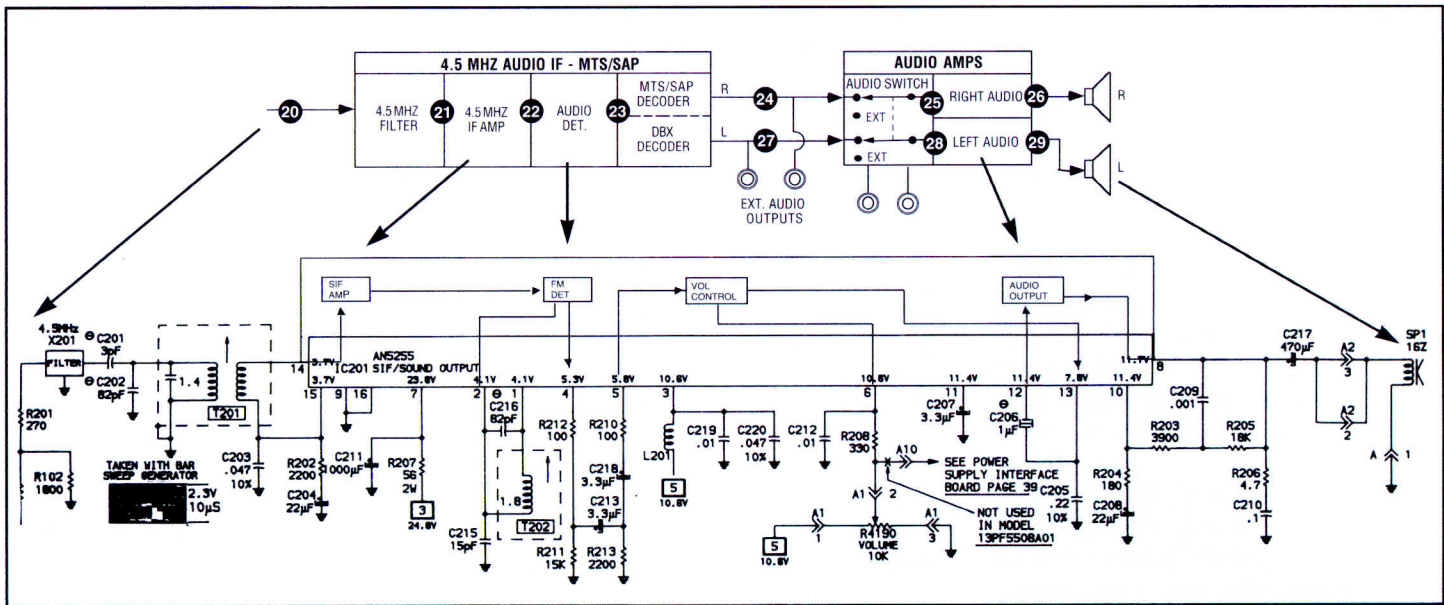 4.5 MHZ AUDIO IF - MTS/SAP
AUDIO AMPS
20
4.5 MHZ
FILTER
21
4.5 MHZ
IF AMP
22
AUDIO
DET.
23
MTS/SAP
DECODER
DBX
DECODER
R
24
L
27
EXT. AUDIO
OUTPUTS
AUDIO SWITCH
EXT
EXT
25
RIGHT AUDIO
26
R
28
LEFT AUDIO
29
L
SIF
AMP
FM
DET
VOL
CONTROL
AUDIO
OUTPUT
4.5MHz
X201
FILTER
C201
3pF
C202
82pF
1.4
T201
14
3.7V
AN5255
IC201 SIF/SOUND OUTPUT
3.7V
23.8V
4.1V
4.1V
5.3V
5.8V
10.6V
10.6V
11.4V
11.4V
7.8V
11.4V
11.7V
15
9
16
7
2
1
4
5
3
6
11
12
13
10
8
R201
270
R102
1800
TAKEN WITH BAR
SWEEP GENERATOR
2.3V
10µS
C203
.047
10%
R202
2200
C204
22µF
C211
1000µF
R207
56
2W
3
24.8V
C216
82pF
1.8
T202
C215
15pF
R212
100
R210
100
C218
3.3µF
C213
3.3µF
R211
15K
R213
2200
L201
5
10.8V
C219
.01
C220
.047
10%
C212
.01
R208
330
A10
SEE POWER
SUPPLY INTERFACE
BOARD PAGE 39
A1
2
NOT USED
IN MODEL
13PF5508A01
5
10.8V
A1
1
R4190
VOLUME
10K
A1
3
C207
3.3µF
C206
1µF
C205
.22
10%
R203
3900
R204
180
C208
22µF
C209
.001
R205
18K
R206
4.7
C210
.1
C217
470µF
A2
3
A2
2
SP1
16Z
A
1